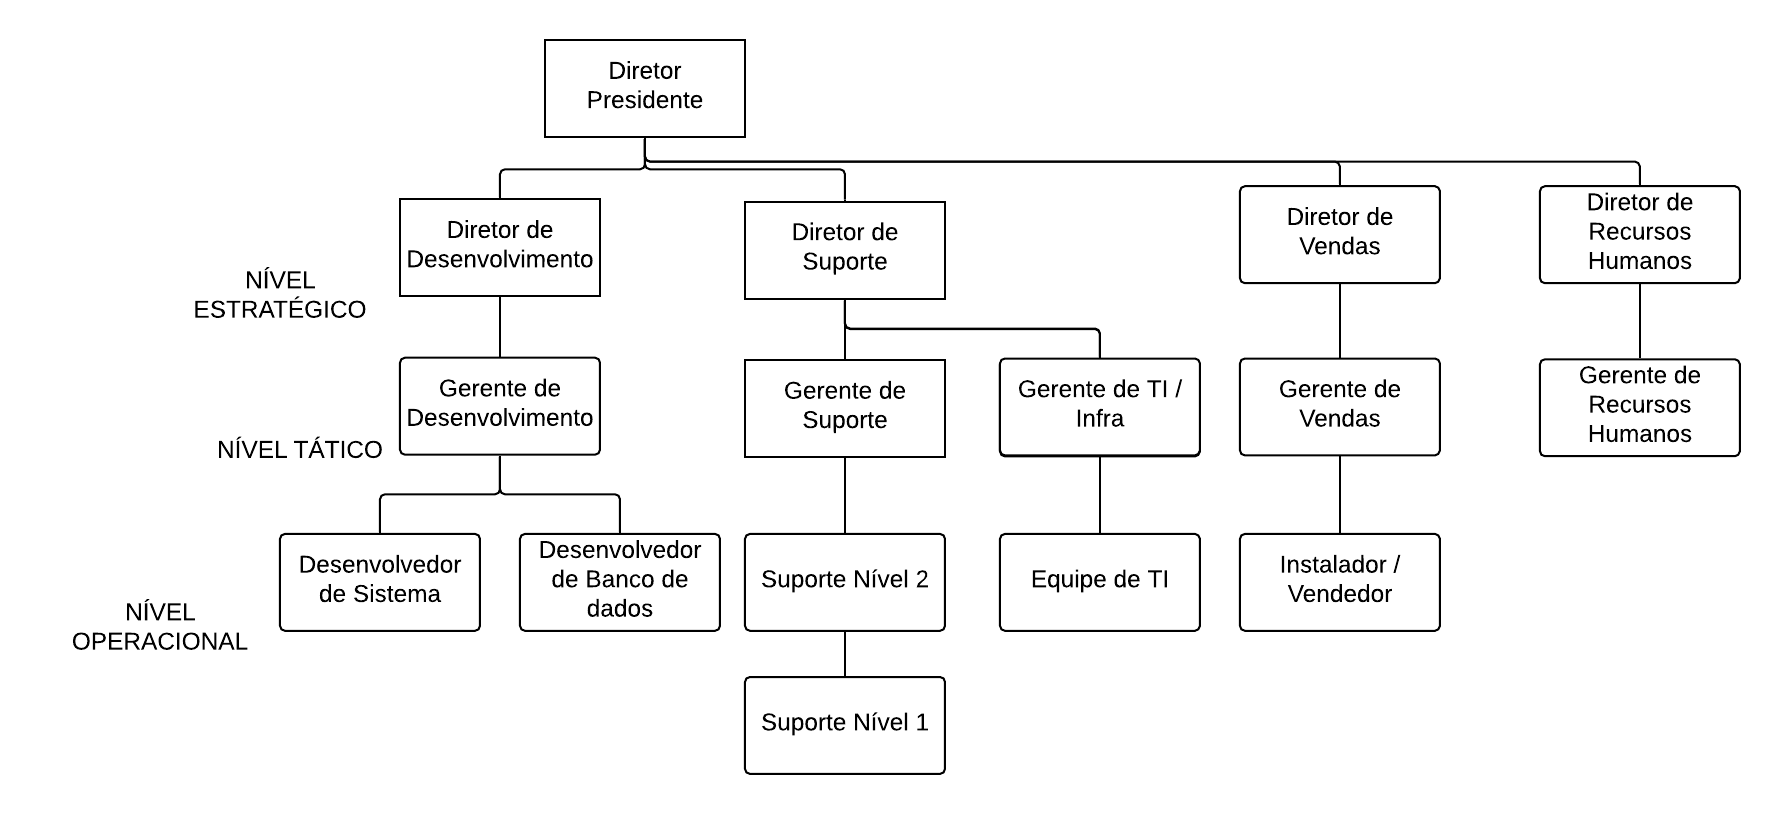 Diretor
Presidente
Diretor de
Desenvolvimento
Diretor de
Suporte
Diretor de
Vendas
Diretor de
Recursos
Humanos
NÍVEL
ESTRATÉGICO
Gerente de
Desenvolvimento
Gerente de
Suporte
Gerente de TI /
Infra
Gerente de
Vendas
Gerente de
Recursos
Humanos
NÍVEL TÁTICO
Desenvolvedor
de Sistema
Desenvolvedor
de Banco de
dados
Suporte Nível 2
Equipe de TI
Instalador /
Vendedor
NÍVEL
OPERACIONAL
Suporte Nível 1